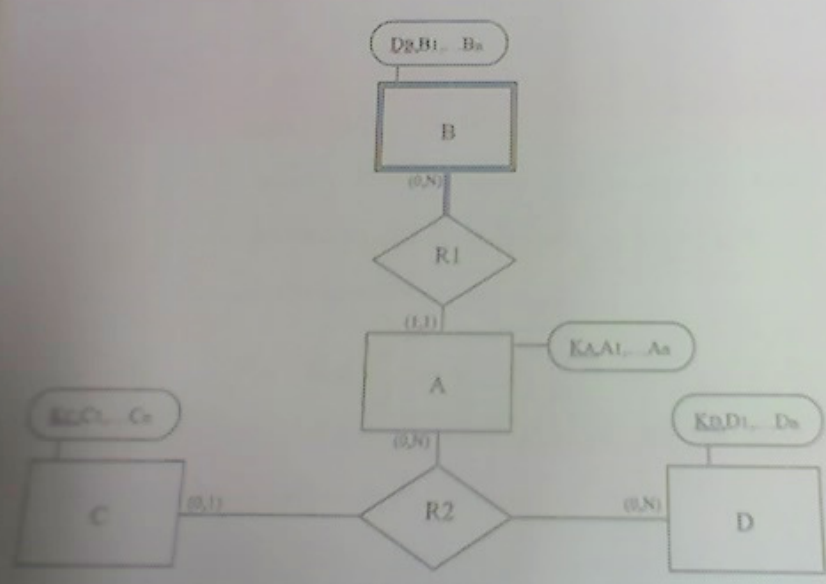 DB,B1,...Bn
B
(0,N)
R1
(1,1)
A
KA,A1,...An
(0,N)
KC,C1,...Cn
C
(0,1)
R2
(0,N)
KD,D1,...Dn
D